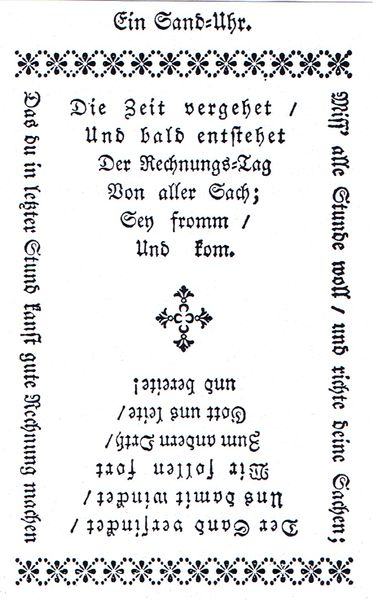 Ein Sand-Uhr.
Miſſ' alle Stunde woll / und richte deine Sachen;
Das du in letzter Stund kanſt gute Rechnung machen
Die Zeit vergehet /
Und bald entſtehet
Der Rechnungs-Tag
Von aller Sach;
Sey fromm /
Und kom.
Der Sand verſincket /
Uns damit wincket /
Wir ſollen fort
Zum andern Orth /
Gott uns leite /
und bereite!